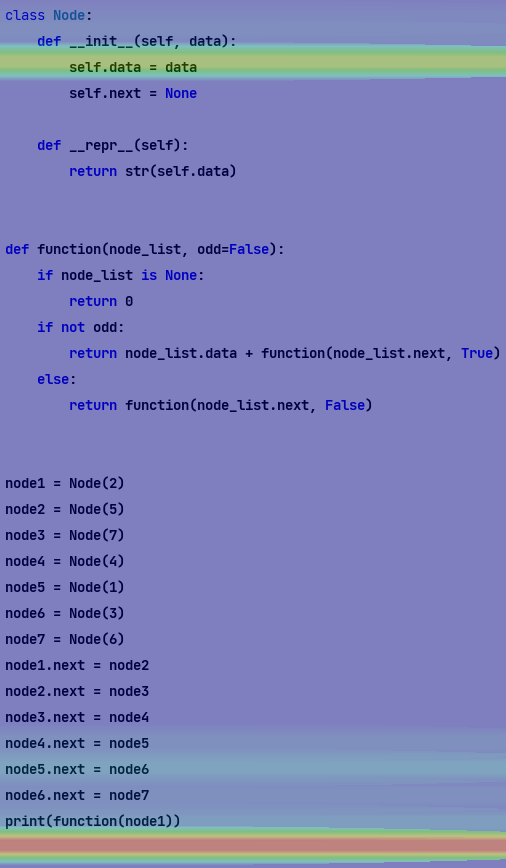 class Node:
    def __init__(self, data):
        self.data = data
        self.next = None

    def __repr__(self):
        return str(self.data)


def function(node_list, odd=False):
    if node_list is None:
        return 0
    if not odd:
        return node_list.data + function(node_list.next, True)
    else:
        return function(node_list.next, False)


node1 = Node(2)
node2 = Node(5)
node3 = Node(7)
node4 = Node(4)
node5 = Node(1)
node6 = Node(3)
node7 = Node(6)
node1.next = node2
node2.next = node3
node3.next = node4
node4.next = node5
node5.next = node6
node6.next = node7
print(function(node1))